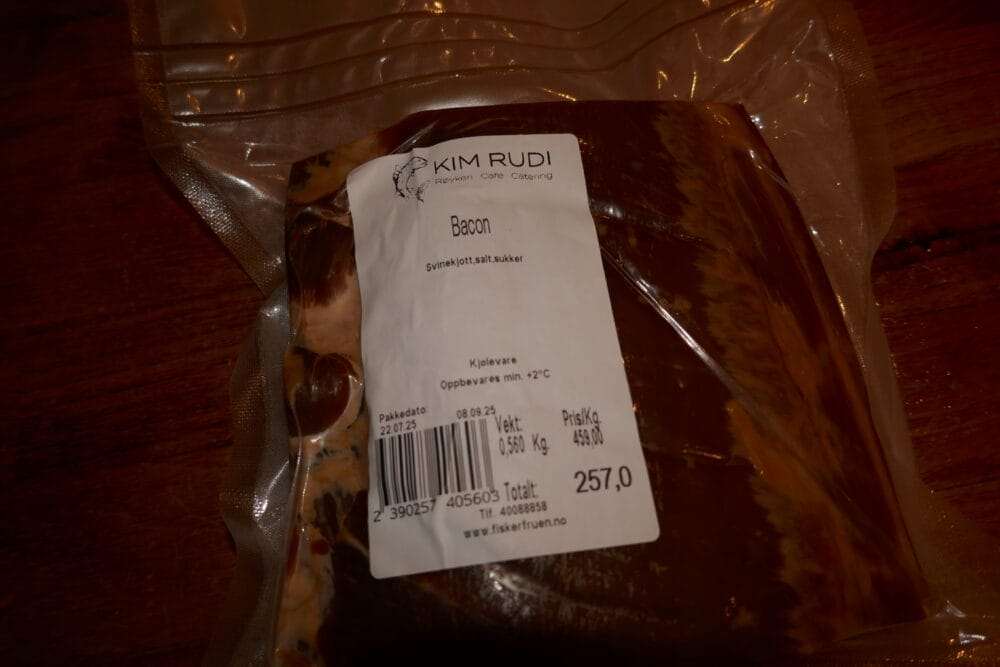 KIM RUDI
Røykeri · Cafe · Catering
Bacon
Svinekjott,salt,sukker
Kjolevare
Oppbevares min. +2°C
Pakkedato:
22.07.25
08.09.25
Vekt:
0,560 Kg.
Pris/Kg.
459,00
2 390257 405603
Totalt:
257,0
Tlf. 40088858
www.fiskerfruen.no